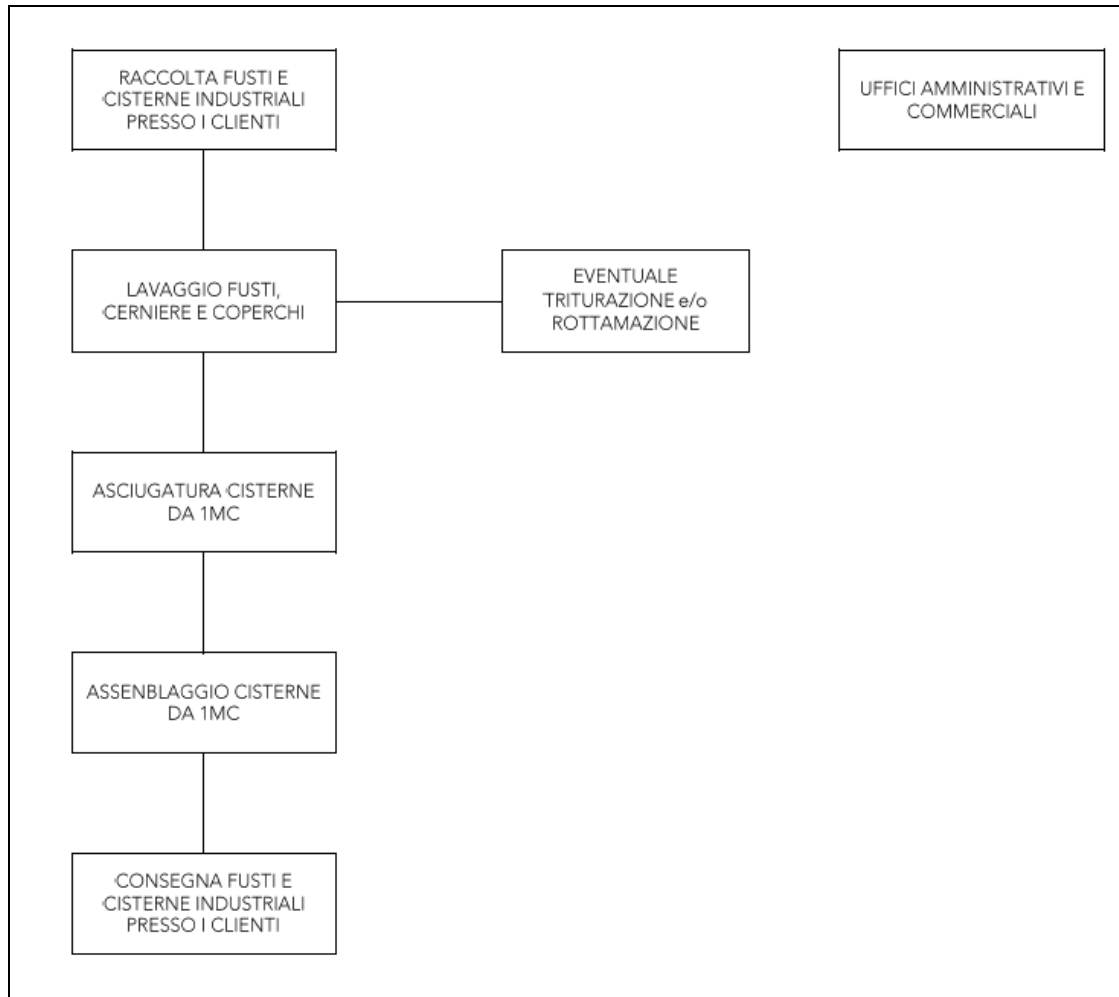 RACCOLTA FUSTI E
CISTERNE INDUSTRIALI
PRESSO I CLIENTI
UFFICI AMMINISTRATIVI E
COMMERCIALI
LAVAGGIO FUSTI,
CERNIERE E COPERCHI
EVENTUALE
TRITURAZIONE e/o
ROTTAMAZIONE
ASCIUGATURA CISTERNE
DA 1MC
ASSENBLAGGIO CISTERNE
DA 1MC
CONSEGNA FUSTI E
CISTERNE INDUSTRIALI
PRESSO I CLIENTI